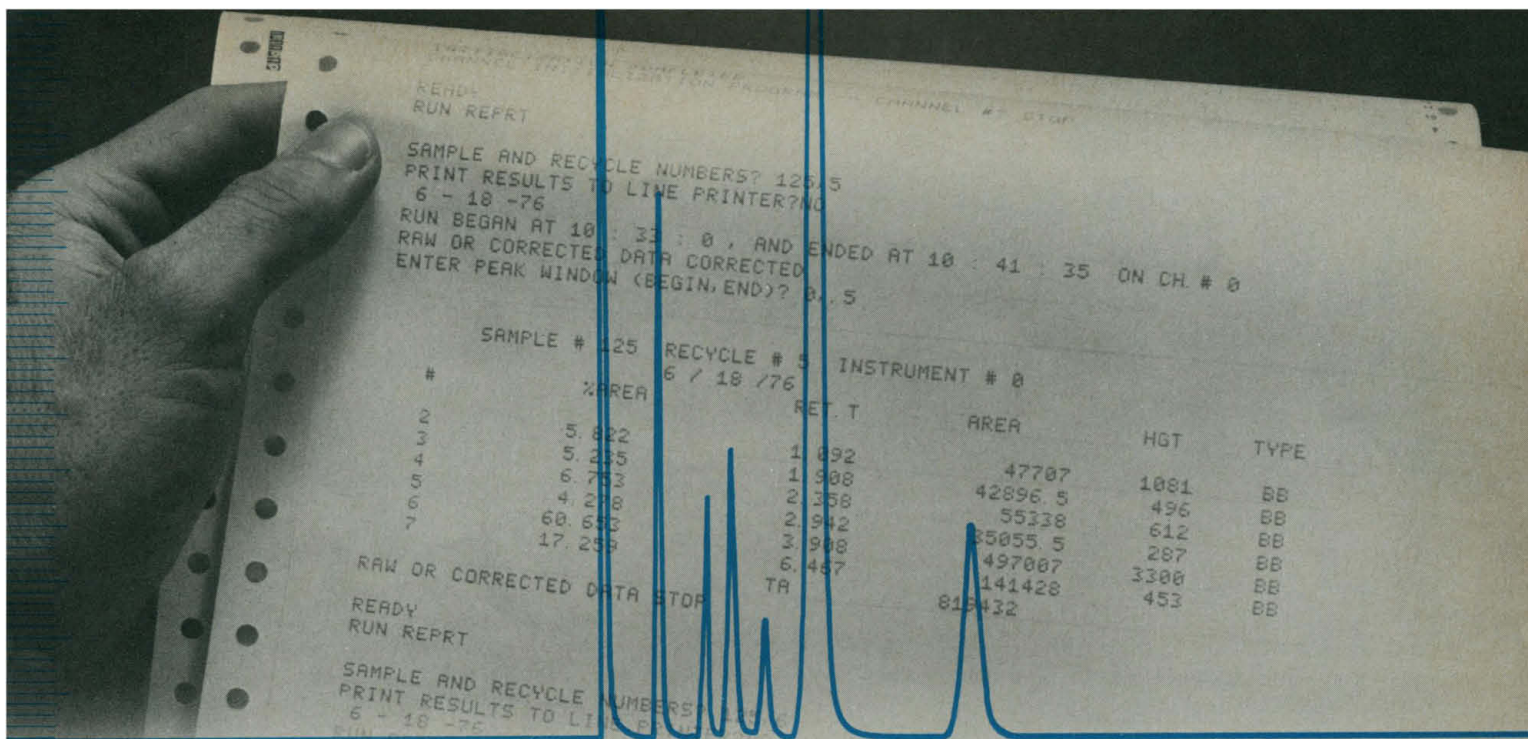 CHANNEL INITIALIZATION PROGRAM CHANNEL #? STOP
READY
RUN REPRT
SAMPLE AND RECYCLE NUMBERS? 125,5
PRINT RESULTS TO LINE PRINTER?NO
6 - 18 -76
RUN BEGAN AT 10 : 33 : 0 , AND ENDED AT 10 : 41 : 35 ON CH. # 0
RAW OR CORRECTED DATA CORRECTED
ENTER PEAK WINDOW (BEGIN,END)? 0,.5
SAMPLE # 125 RECYCLE # 5 INSTRUMENT # 0
6 / 18 /76
# %AREA RET. T AREA HGT TYPE
2 5.822 1.092 47707 1081 BB
3 5.235 1.908 42896.5 496 BB
4 6.753 2.358 55338 612 BB
5 4.278 2.942 35055.5 287 BB
6 60.653 3.908 497007 3300 BB
7 17.259 6.467 141428 453 BB
TA 819432
RAW OR CORRECTED DATA STOP
READY
RUN REPRT
SAMPLE AND RECYCLE NUMBERS?
PRINT RESULTS TO LINE
6 - 18 -76